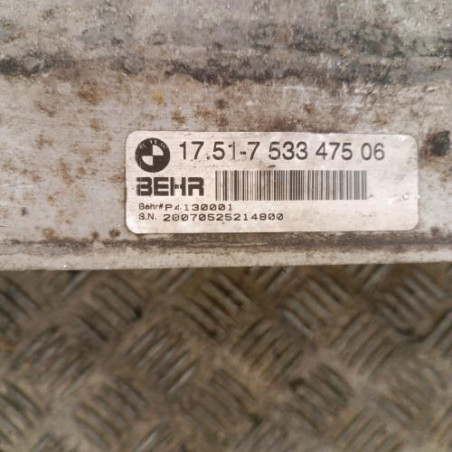 17.51-7 533 475 06
BEHR
Behr# P4130001
S.N. 20070525214800